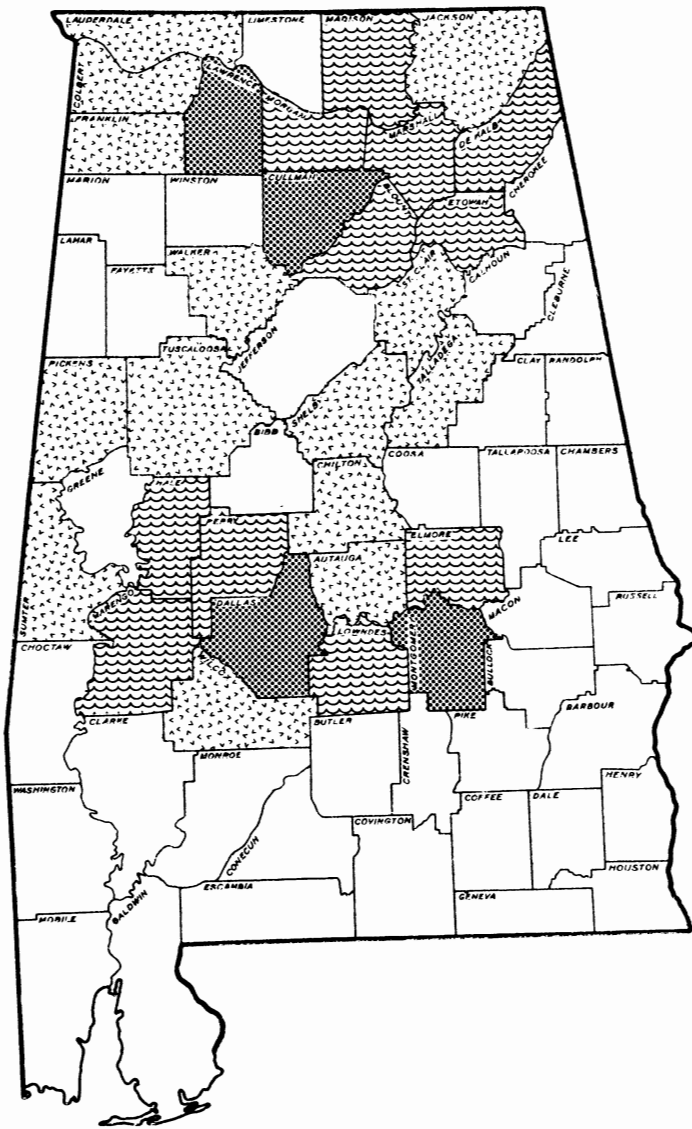 LAUDERDALE
LIMESTONE
MADISON
JACKSON
COLBERT
LAWRENCE
FRANKLIN
MORGAN
MARSHALL
DE KALB
CHEROKEE
MARION
WINSTON
CULLMAN
BLOUNT
ETOWAH
LAMAR
FAYETTE
WALKER
ST. CLAIR
CALHOUN
CLEBURNE
JEFFERSON
PICKENS
TUSCALOOSA
SHELBY
TALLADEGA
CLAY
RANDOLPH
BIBB
GREENE
HALE
CHILTON
COOSA
TALLAPOOSA
CHAMBERS
PERRY
SUMTER
AUTAUGA
ELMORE
LEE
MARENGO
DALLAS
LOWNDES
MONTGOMERY
MACON
BULLOCK
RUSSELL
CHOCTAW
WILCOX
CLARKE
BUTLER
CRENSHAW
PIKE
BARBOUR
WASHINGTON
MONROE
CONECUH
COVINGTON
COFFEE
DALE
HENRY
ESCAMBIA
GENEVA
HOUSTON
MOBILE
BALDWIN